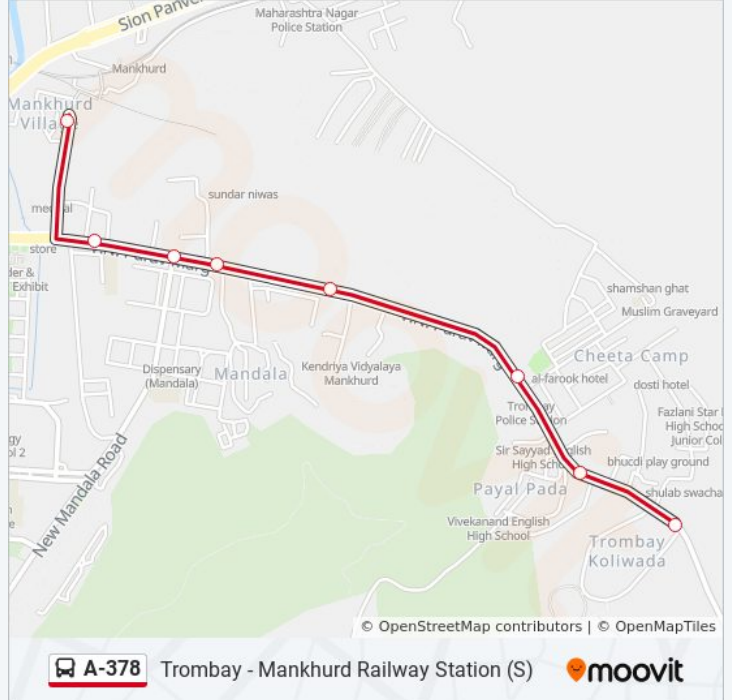 Sion Panvel
Maharashtra Nagar
Police Station
Mankhurd
Mankhurd
Village
sundar niwas
store
Exhibit
shamshan ghat
Muslim Graveyard
Cheeta Camp
Dispensary
(Mandala)
Mandala
Kendriya Vidyalaya
Mankhurd
al-farook hotel
dosti hotel
Trombay
Police Station
Fazlani Star
High School
Junior Col
Sir Sayyad English
High School
bhucdi play ground
Payal Pada
shulab swacha
New Mandala Road
Vivekanand English
High School
Trombay
Koliwada
© OpenStreetMap contributors | © OpenMapTiles
A-378 Trombay - Mankhurd Railway Station (S) moovit